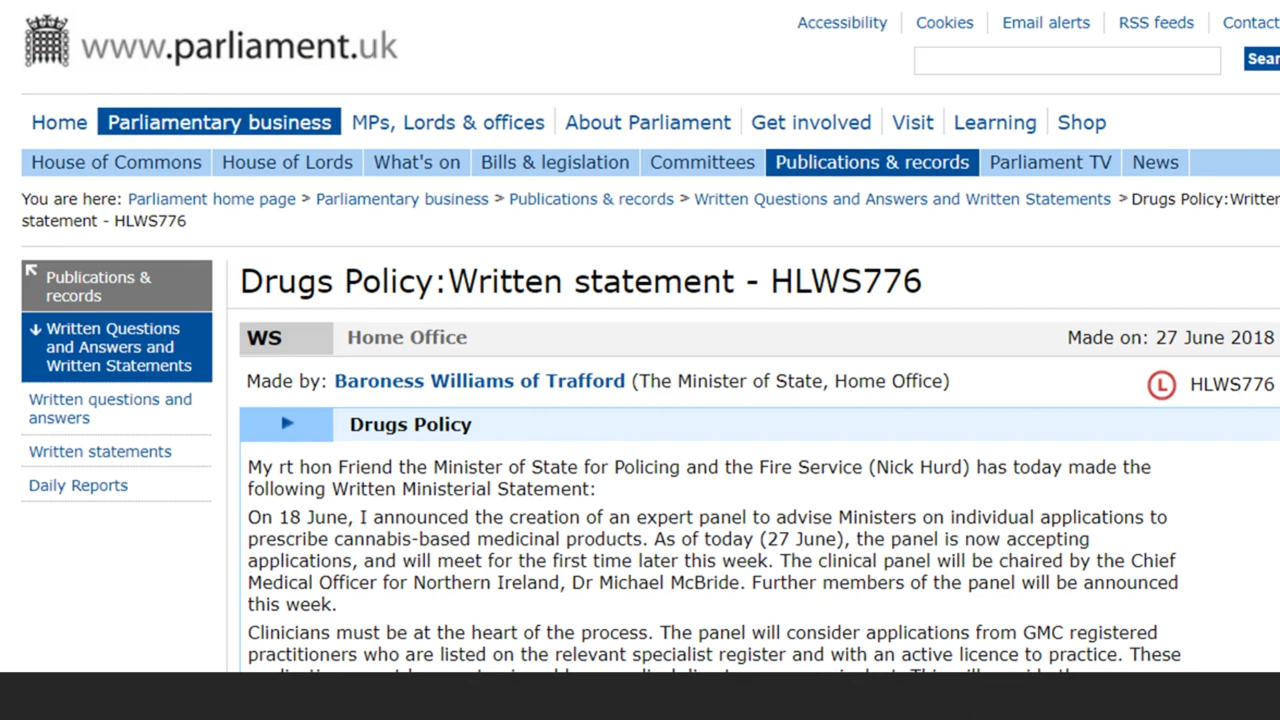 www.parliament.uk
Accessibility
Cookies
Email alerts
RSS feeds
Contact
Sear
Home
Parliamentary business
MPs, Lords & offices
About Parliament
Get involved
Visit
Learning
Shop
House of Commons
House of Lords
What's on
Bills & legislation
Committees
Publications & records
Parliament TV
News
You are here: Parliament home page > Parliamentary business > Publications & records > Written Questions and Answers and Written Statements > Drugs Policy:Written
statement - HLWS776
Publications &
records
Written Questions
and Answers and
Written Statements
Written questions and
answers
Written statements
Daily Reports
Drugs Policy:Written statement - HLWS776
WS
Home Office
Made on: 27 June 2018
Made by: Baroness Williams of Trafford (The Minister of State, Home Office)
L
HLWS776
Drugs Policy
My rt hon Friend the Minister of State for Policing and the Fire Service (Nick Hurd) has today made the
following Written Ministerial Statement:
On 18 June, I announced the creation of an expert panel to advise Ministers on individual applications to
prescribe cannabis-based medicinal products. As of today (27 June), the panel is now accepting
applications, and will meet for the first time later this week. The clinical panel will be chaired by the Chief
Medical Officer for Northern Ireland, Dr Michael McBride. Further members of the panel will be announced
this week.
Clinicians must be at the heart of the process. The panel will consider applications from GMC registered
practitioners who are listed on the relevant specialist register and with an active licence to practice. These